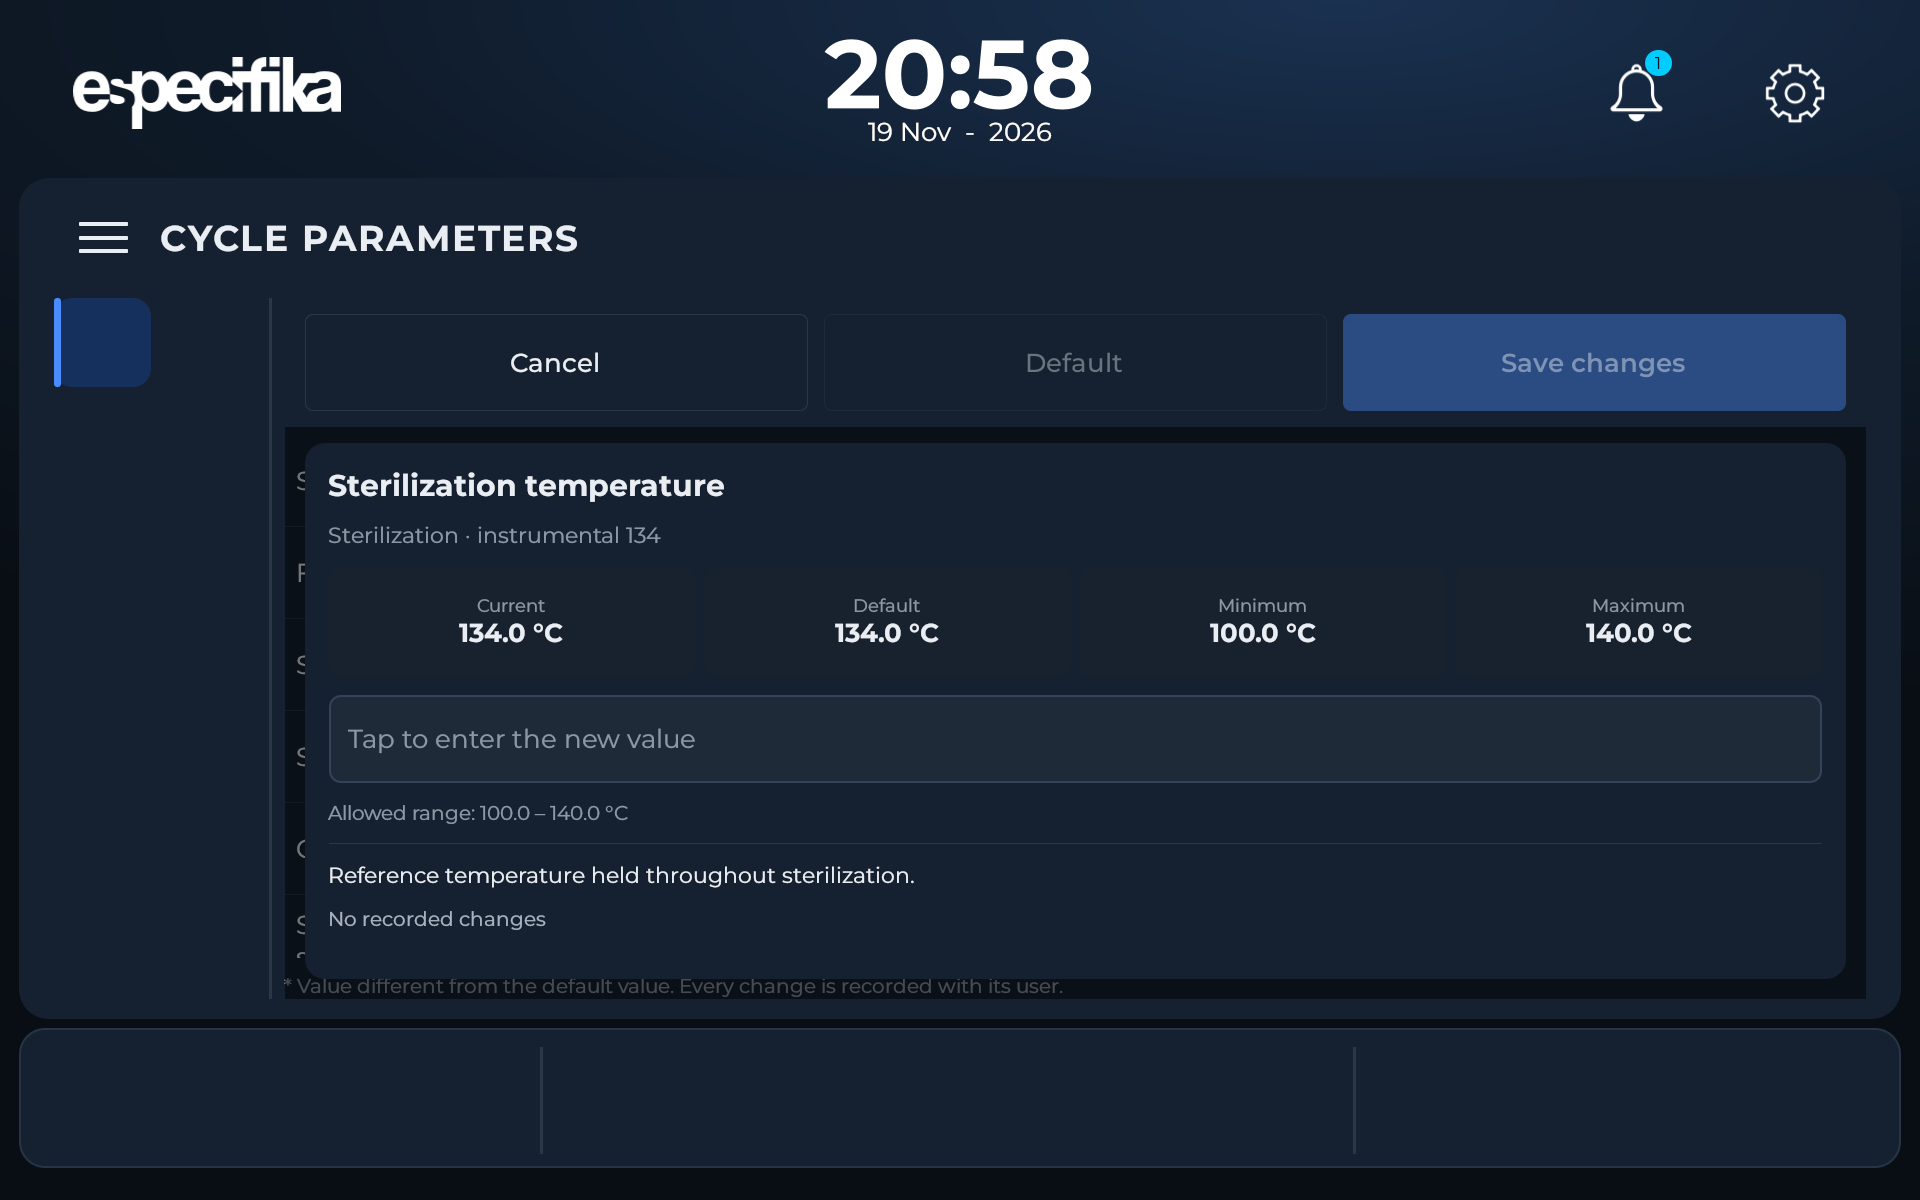 especifika
20:58
19 Nov - 2026
1
CYCLE PARAMETERS
Cancel
Default
Save changes
Sterilization temperature
Sterilization · instrumental 134
Current
134.0 °C
Default
134.0 °C
Minimum
100.0 °C
Maximum
140.0 °C
Tap to enter the new value
Allowed range: 100.0 – 140.0 °C
Reference temperature held throughout sterilization.
No recorded changes
* Value different from the default value. Every change is recorded with its user.